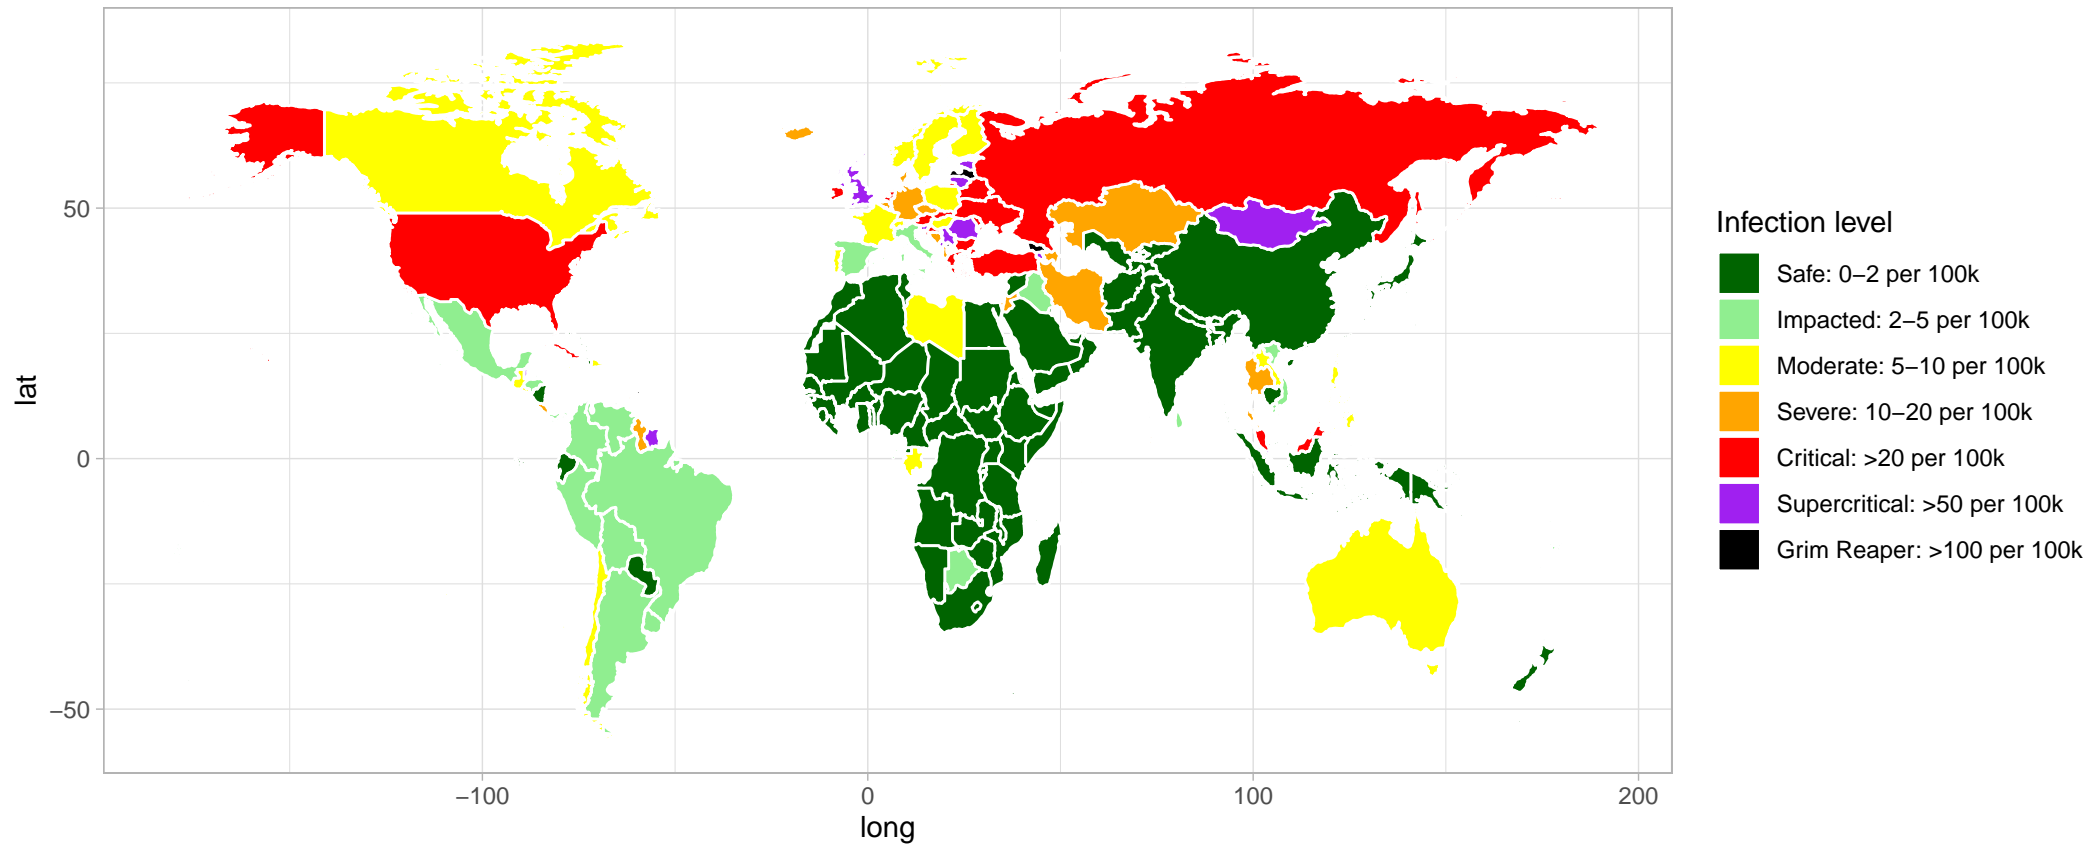 50
0
−50
lat
−100
0
100
200
long
Infection level
Safe: 0−2 per 100k
Impacted: 2−5 per 100k
Moderate: 5−10 per 100k
Severe: 10−20 per 100k
Critical: >20 per 100k
Supercritical: >50 per 100k
Grim Reaper: >100 per 100k